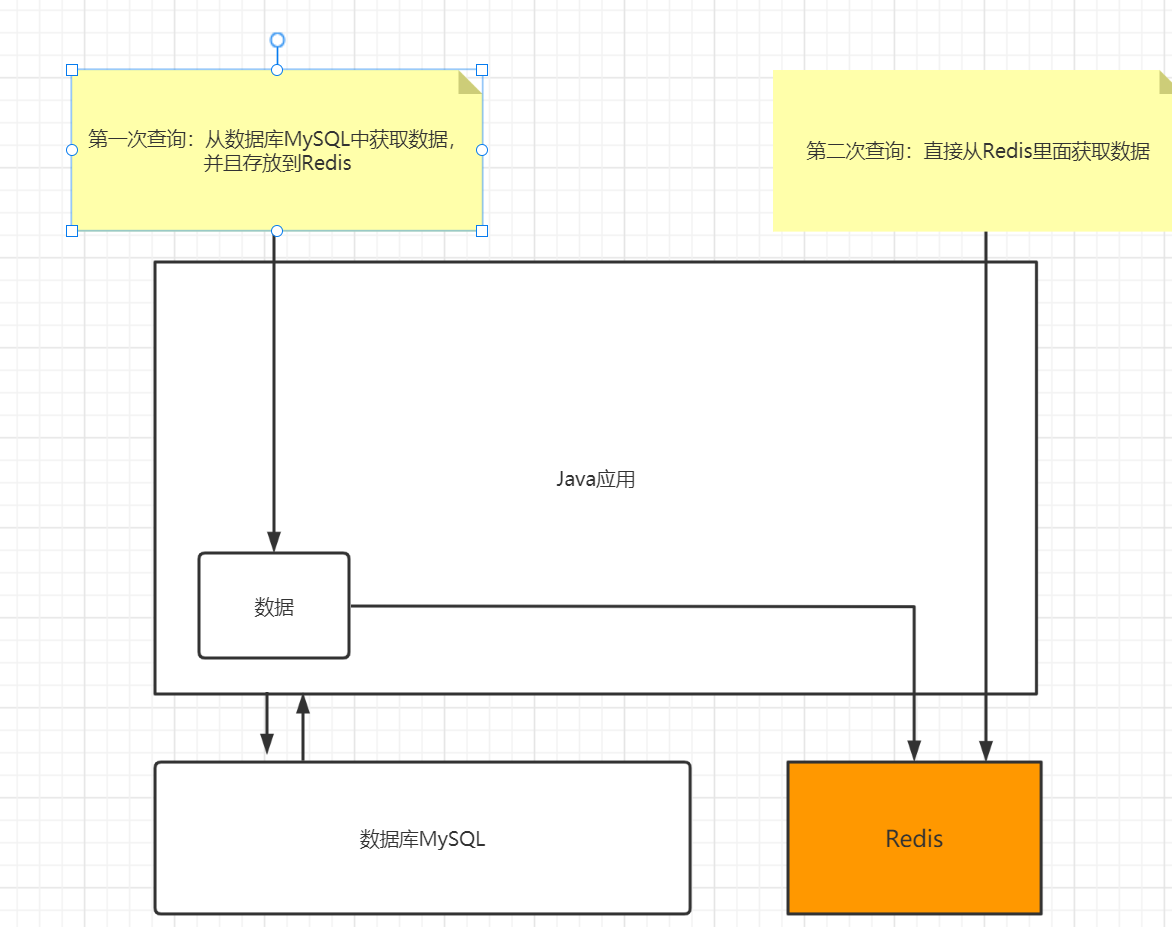 第一次查询：从数据库MySQL中获取数据，
并且存放到Redis
第二次查询：直接从Redis里面获取数据
Java应用
数据
数据库MySQL
Redis